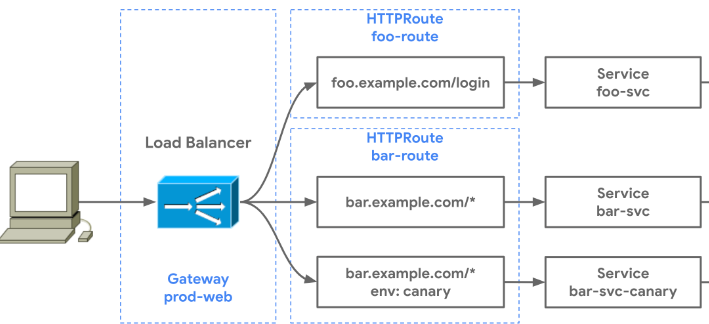 HTTPRoute
foo-route
foo.example.com/login
Service
foo-svc
Load Balancer
HTTPRoute
bar-route
bar.example.com/*
Service
bar-svc
Gateway
prod-web
bar.example.com/*
env: canary
Service
bar-svc-canary